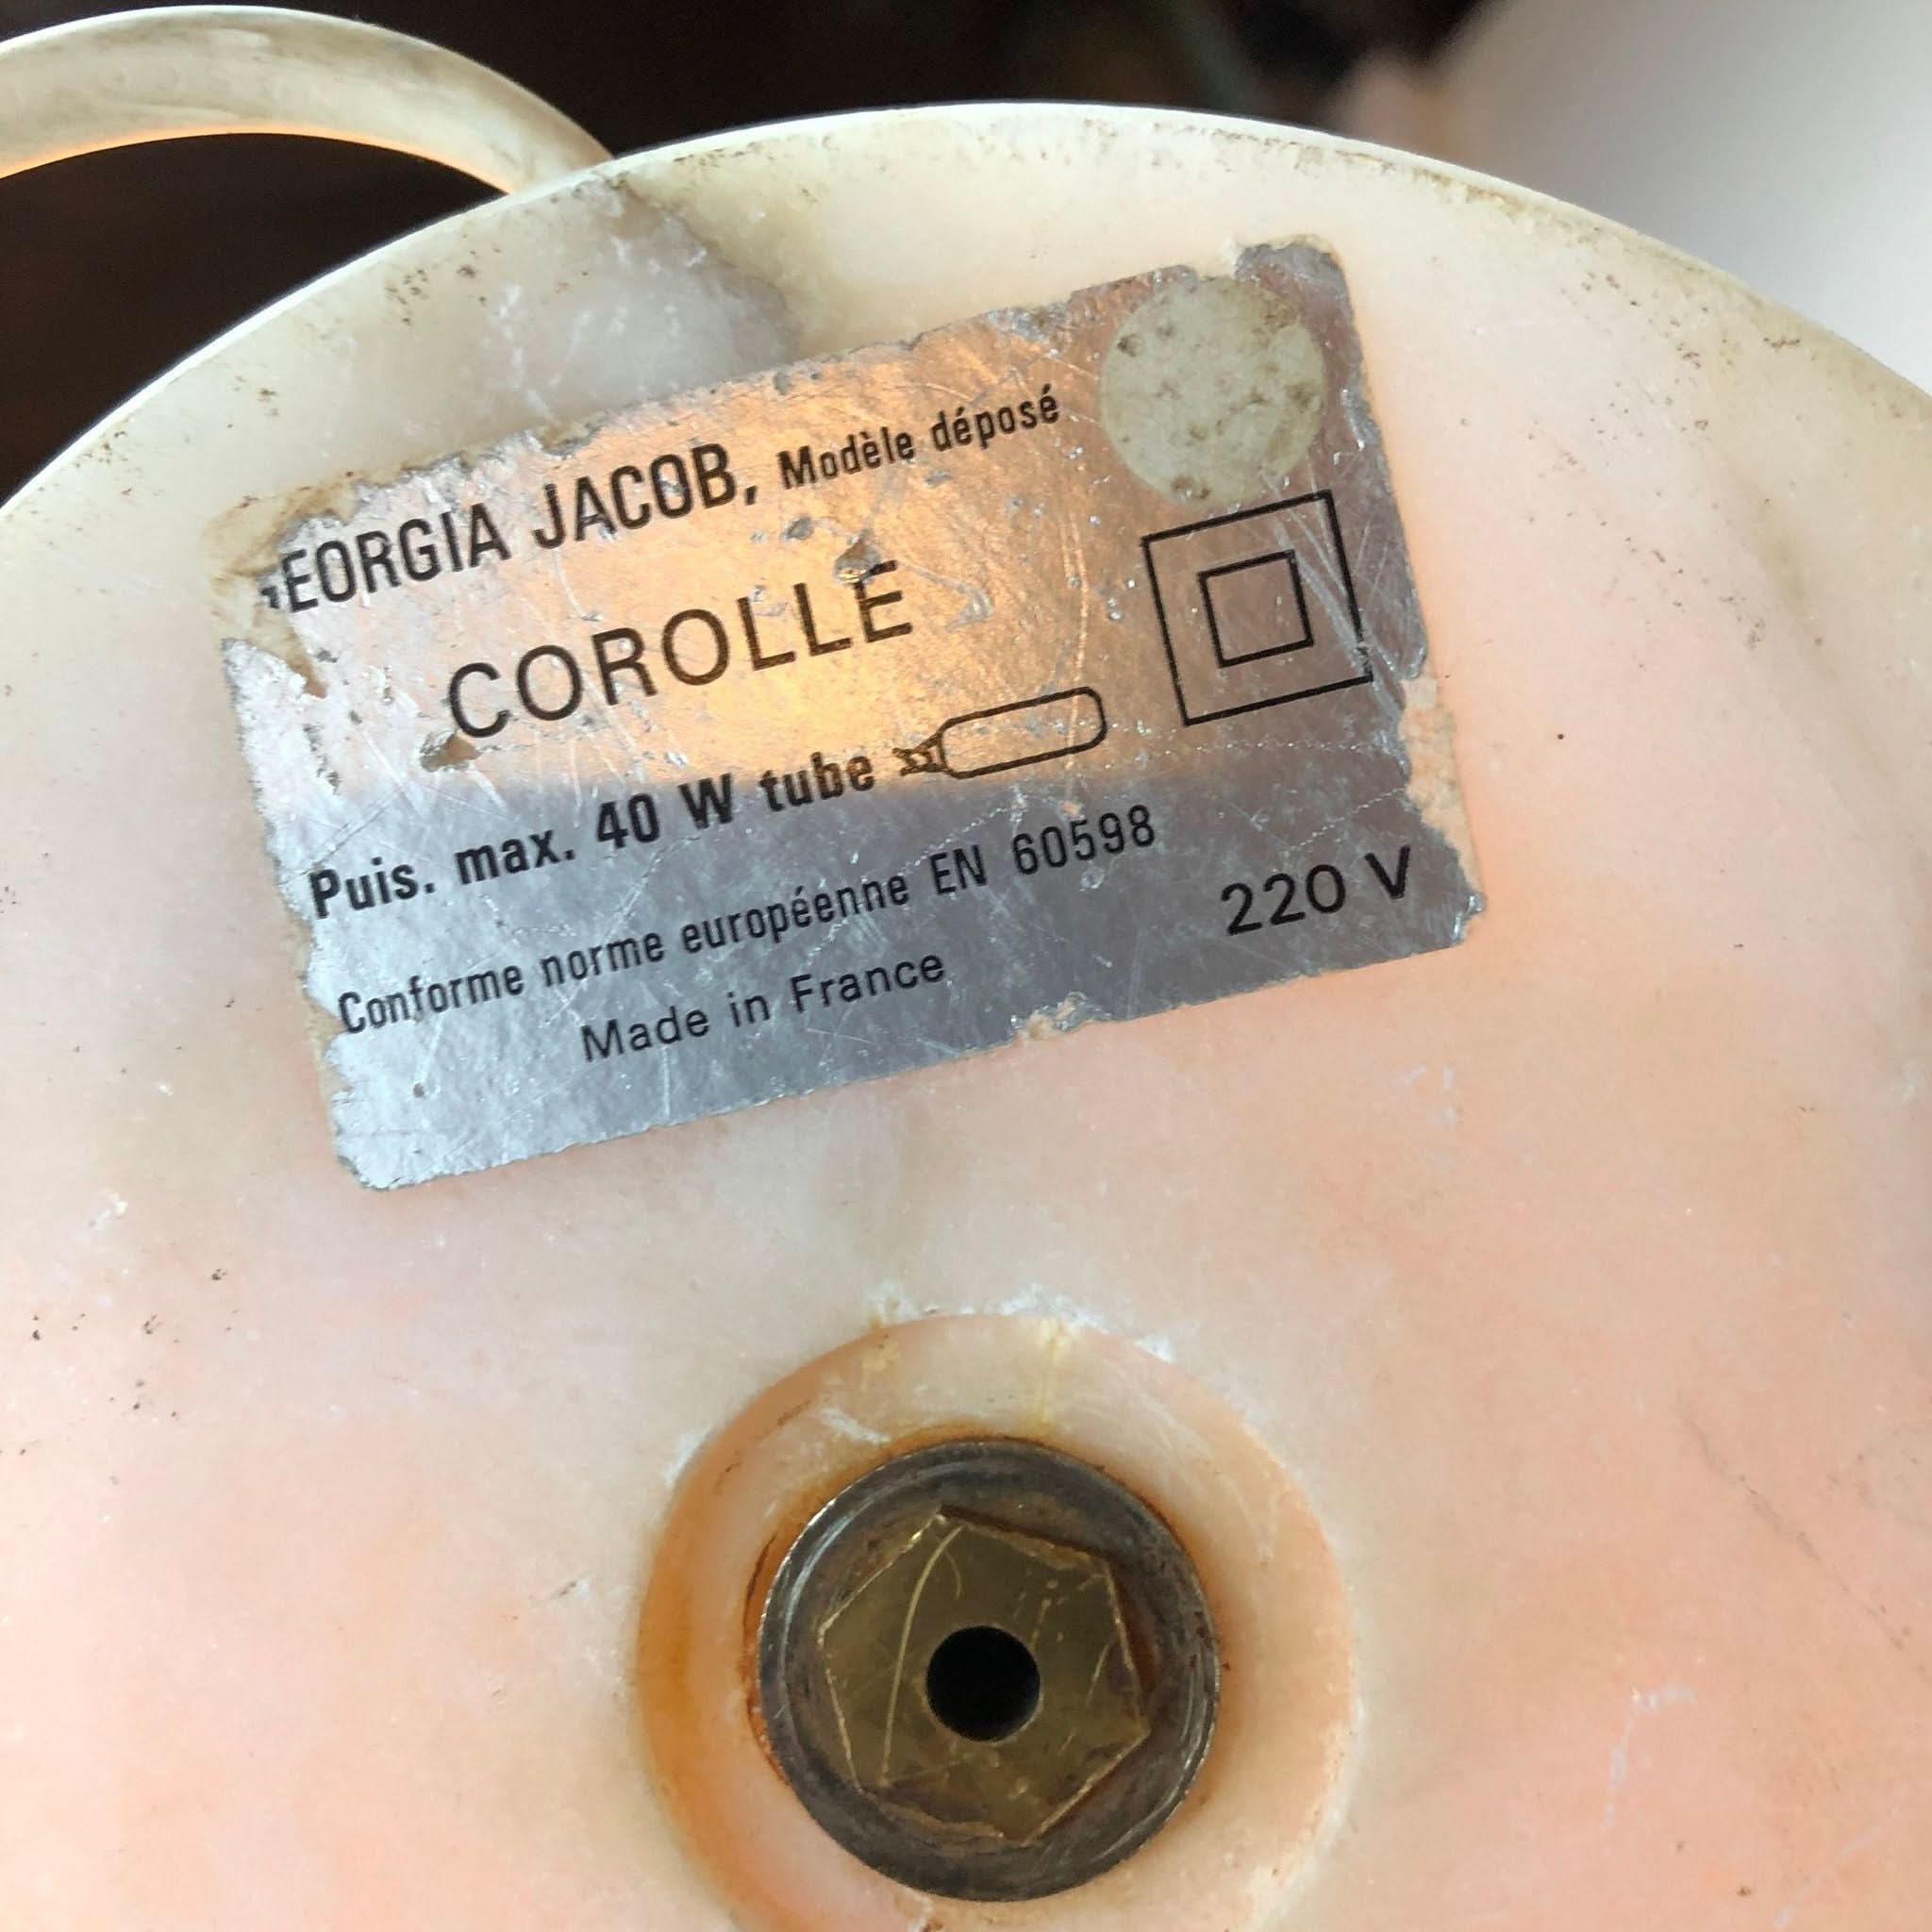 EORGIA JACOB, Modèle déposé
COROLLE
Puis. max. 40 W tube
Conforme norme européenne EN 60598
220 V
Made in France